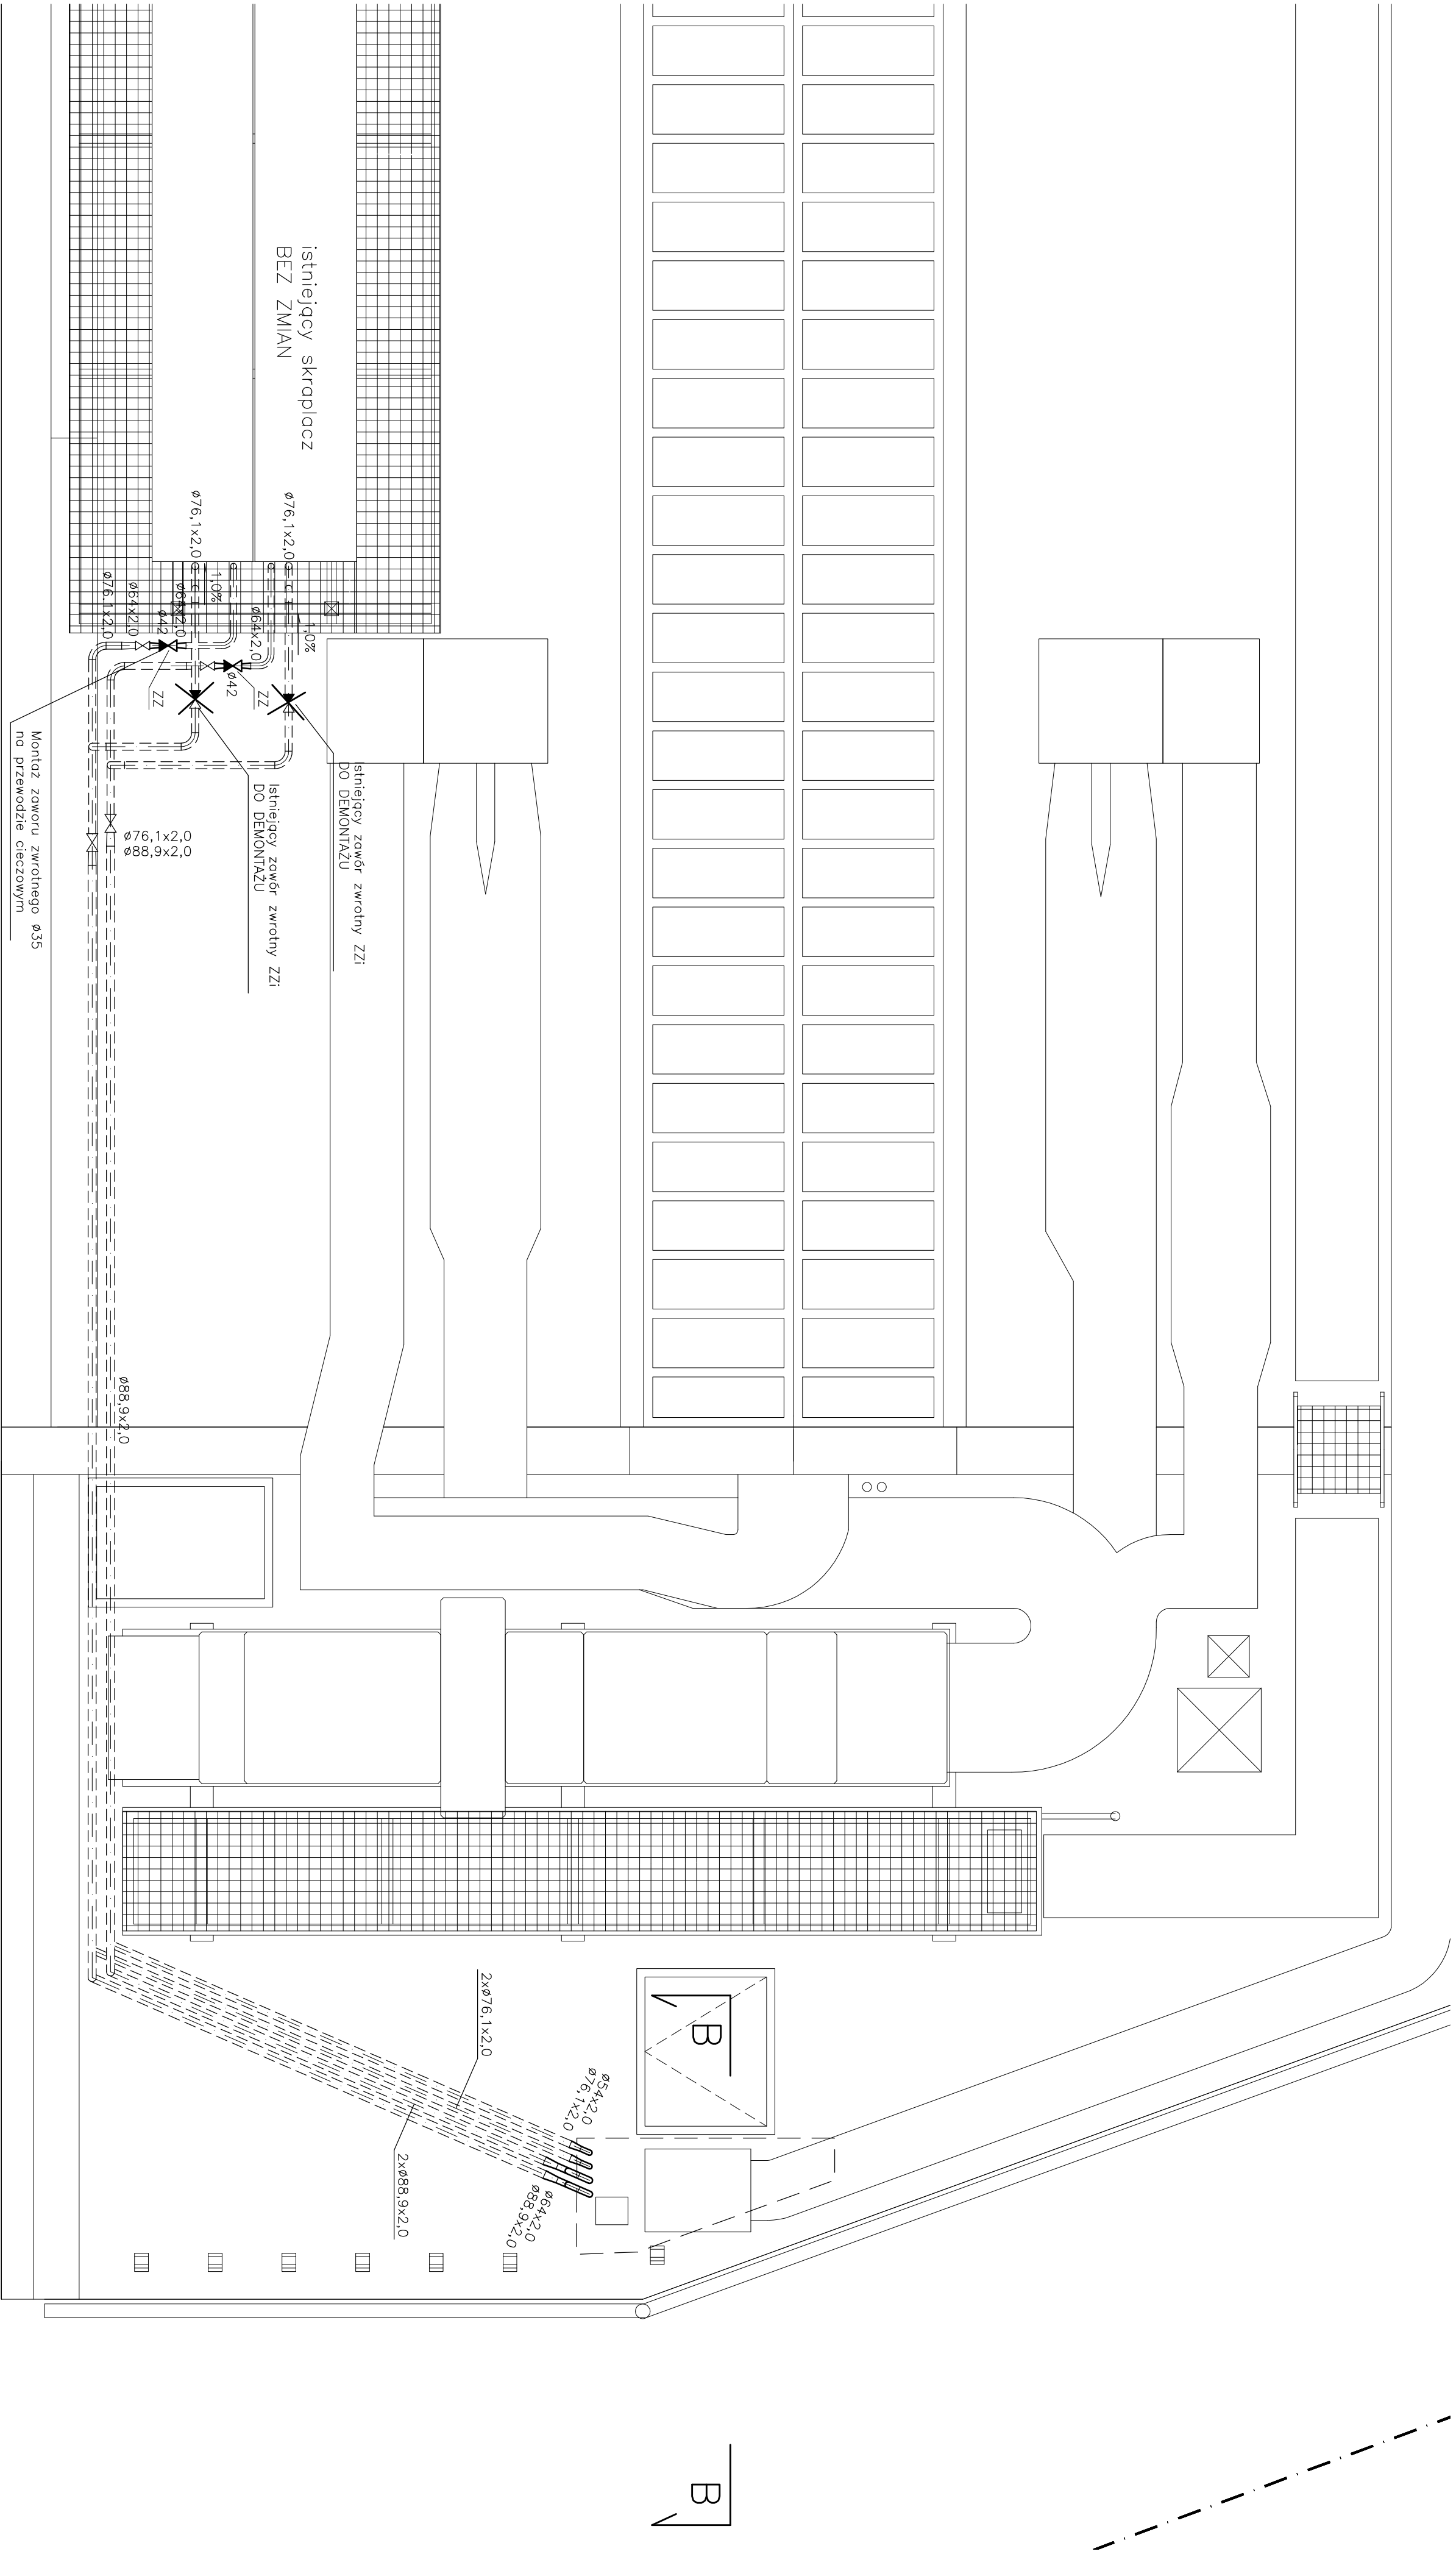 istniejący skraplacz
BEZ ZMIAN
ø76,1x2,0
ø76,1x2,0
1,0%
1,0%
ø64x2,0
ø64x2,0
ø42
ø64x2,0
ø76,1x2,0
ø42
ZZ
ZZ
Istniejący zawór zwrotny ZZi
DO DEMONTAŻU
Istniejący zawór zwrotny ZZi
DO DEMONTAŻU
Montaż zaworu zwrotnego ø35
na przewodzie cieczowym
ø76,1x2,0
ø88,9x2,0
ø88,9x2,0
2xø76,1x2,0
2xø88,9x2,0
ø54x2,0
ø76,1x2,0
ø64x2,0
ø88,9x2,0
B
B